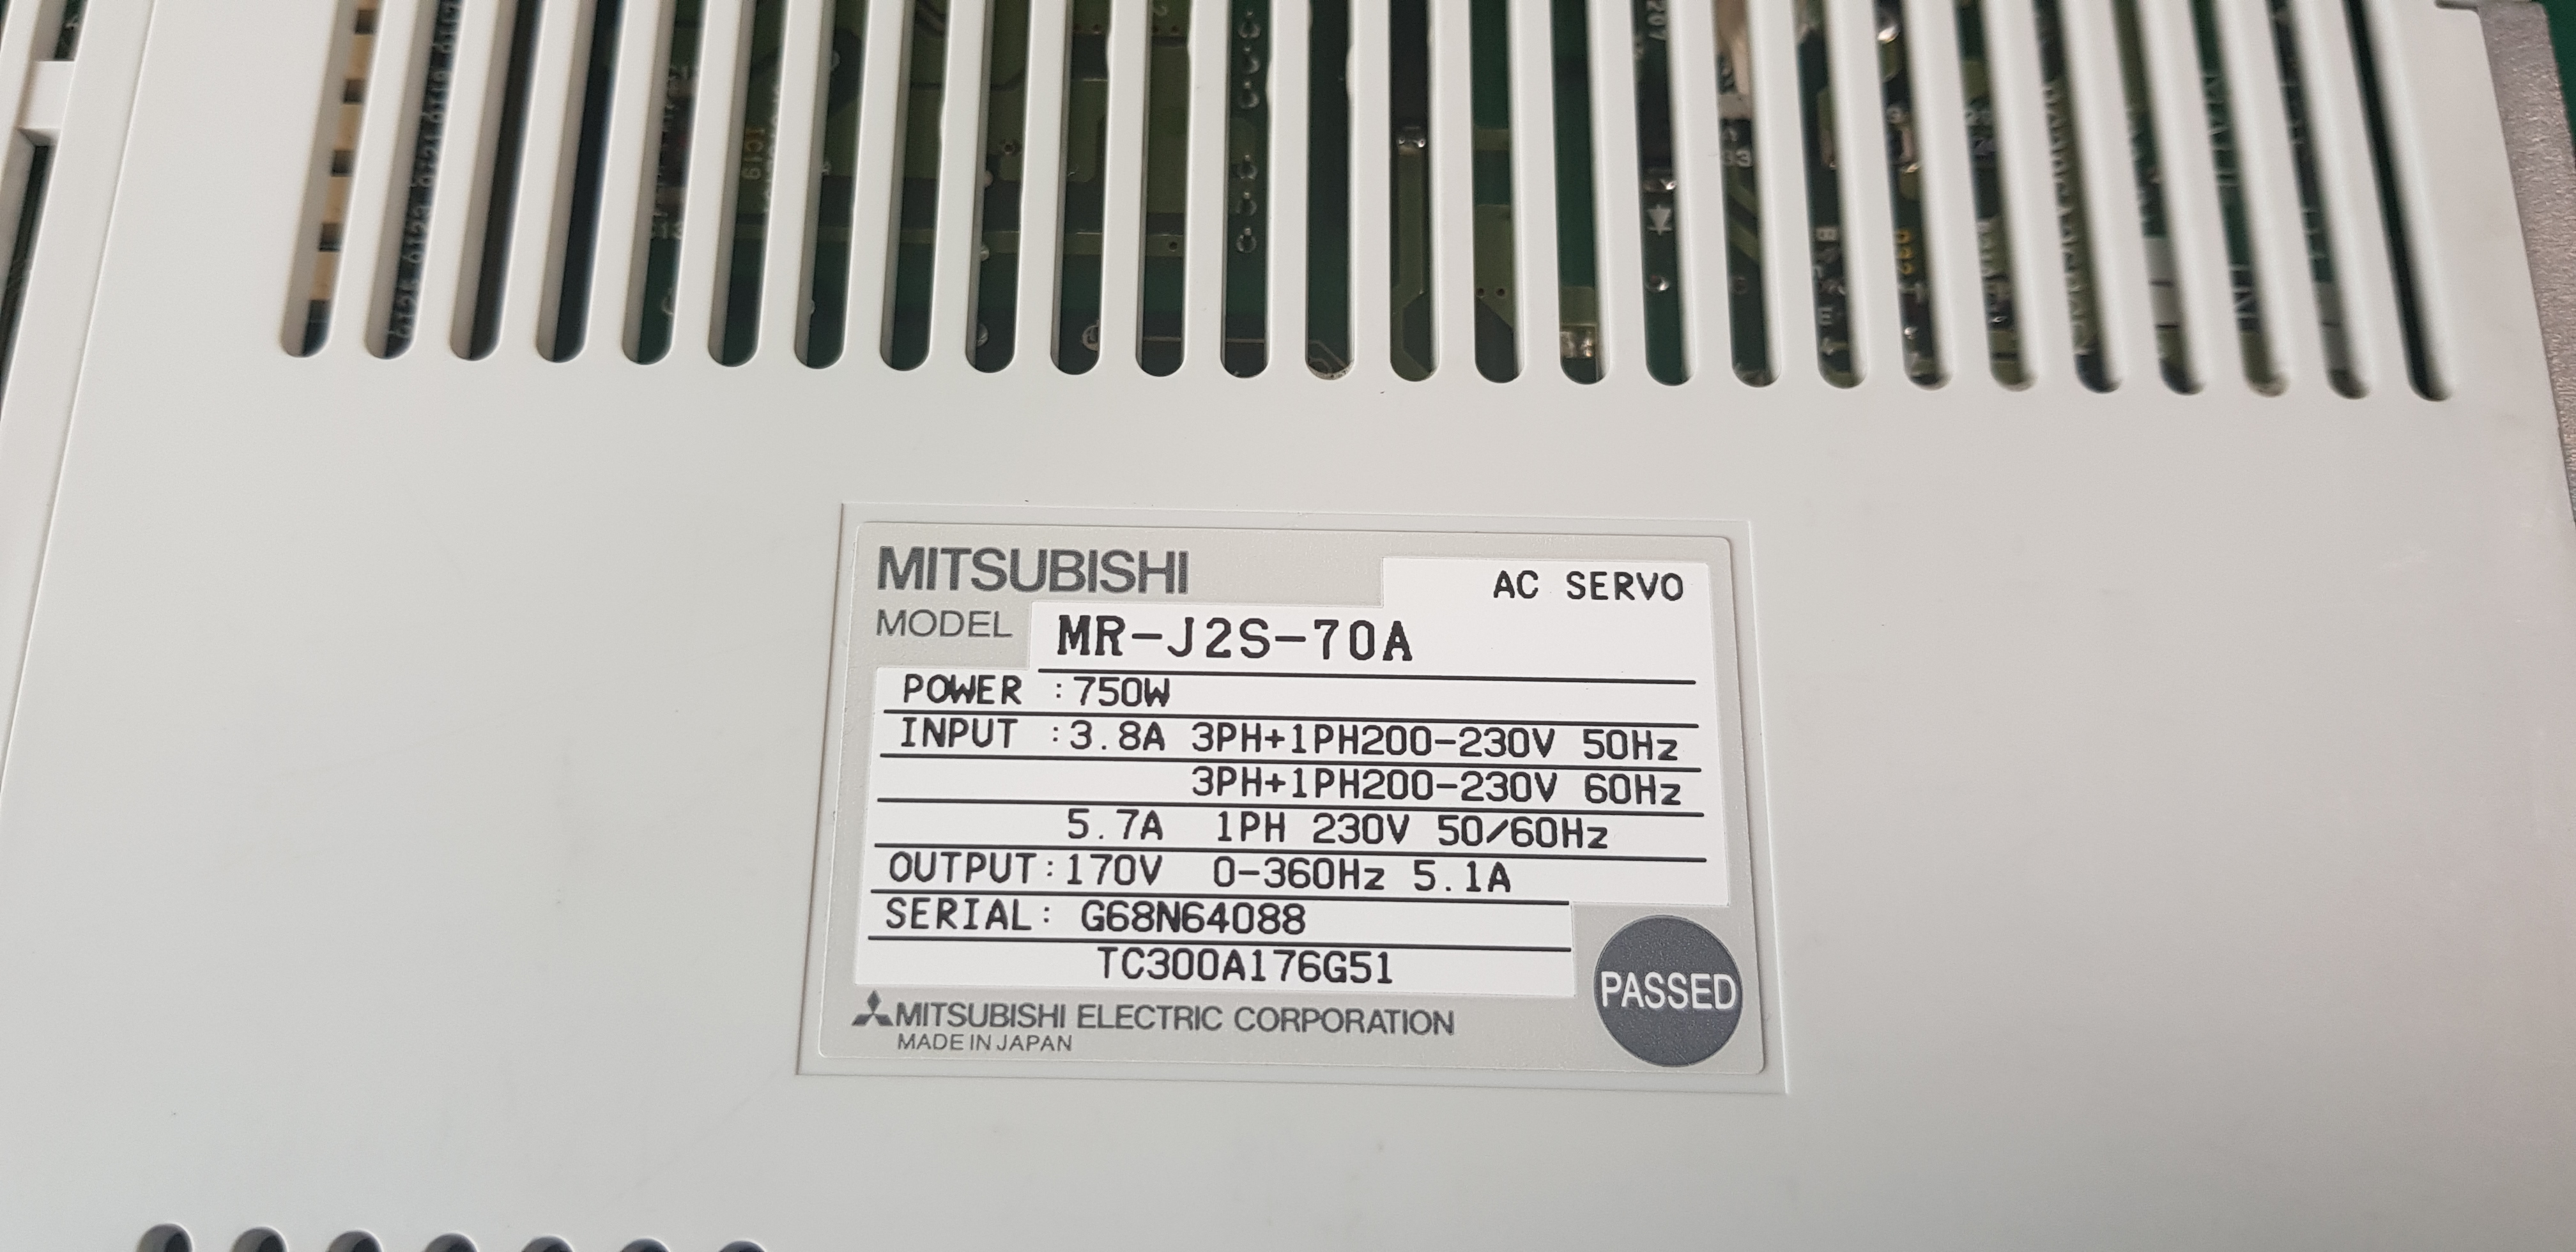 IC19
MITSUBISHI
AC SERVO
MODEL MR-J2S-70A
POWER :750W
INPUT :3.8A 3PH+1PH200-230V 50Hz
3PH+1PH200-230V 60Hz
5.7A 1PH 230V 50/60Hz
OUTPUT:170V 0-360Hz 5.1A
SERIAL: G68N64088
TC300A176G51
PASSED
MITSUBISHI ELECTRIC CORPORATION
MADE IN JAPAN